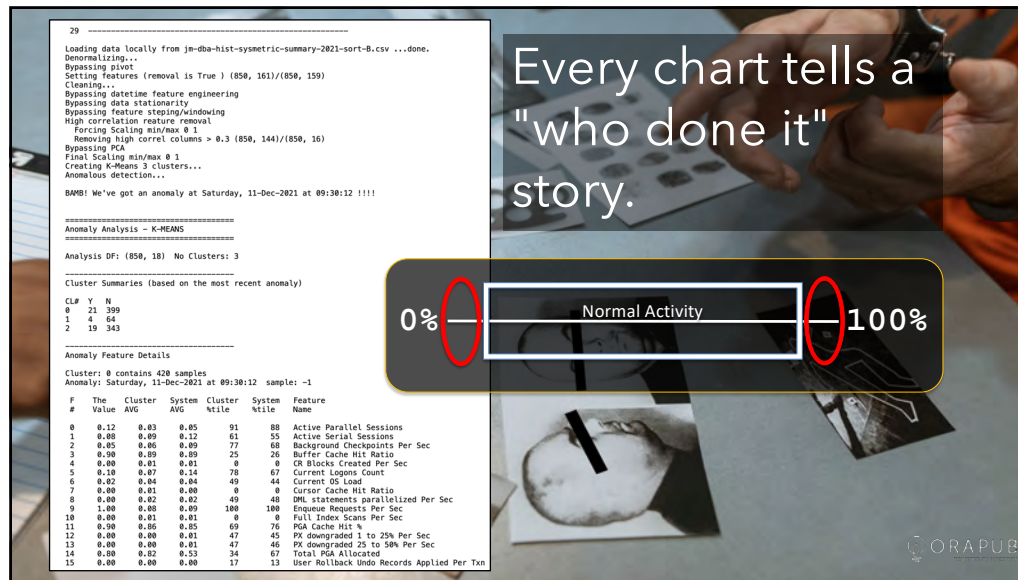 29 ------------------------------------------------------------
Loading data locally from jm-dba-hist-sysmetric-summary-2021-sort-B.csv ...done.
Denormalizing...
Bypassing pivot
Setting features (removal is True ) (850, 161)/(850, 159)
Cleaning...
Bypassing datetime feature engineering
Bypassing data stationarity
Bypassing feature steping/windowing
High correlation reature removal
Forcing Scaling min/max 0 1
Removing high correl columns > 0.3 (850, 144)/(850, 16)
Bypassing PCA
Final Scaling min/max 0 1
Creating K-Means 3 clusters...
Anomalous detection...
BAMB! We've got an anomaly at Saturday, 11-Dec-2021 at 09:30:12 !!!!
=====================================
Anomaly Analysis - K-MEANS
=====================================
Analysis DF: (850, 18) No Clusters: 3
-------------------------------------
Cluster Summaries (based on the most recent anomaly)
CL# Y N
0 21 399
1 4 64
2 19 343
-------------------------------------
Anomaly Feature Details
Cluster: 0 contains 420 samples
Anomaly: Saturday, 11-Dec-2021 at 09:30:12 sample: -1
F The Cluster System Cluster System Feature
# Value AVG AVG %tile %tile Name
0 0.12 0.03 0.05 91 88 Active Parallel Sessions
1 0.08 0.09 0.12 61 55 Active Serial Sessions
2 0.05 0.06 0.09 77 68 Background Checkpoints Per Sec
3 0.90 0.89 0.89 25 26 Buffer Cache Hit Ratio
4 0.00 0.01 0.01 0 0 CR Blocks Created Per Sec
5 0.10 0.07 0.14 78 67 Current Logons Count
6 0.02 0.04 0.04 49 44 Current OS Load
7 0.00 0.01 0.00 0 0 Cursor Cache Hit Ratio
8 0.00 0.02 0.02 49 48 DML statements parallelized Per Sec
9 1.00 0.08 0.09 100 100 Enqueue Requests Per Sec
10 0.00 0.01 0.01 0 0 Full Index Scans Per Sec
11 0.90 0.86 0.85 69 76 PGA Cache Hit %
12 0.00 0.00 0.01 47 45 PX downgraded 1 to 25% Per Sec
13 0.00 0.00 0.01 47 46 PX downgraded 25 to 50% Per Sec
14 0.80 0.82 0.53 34 67 Total PGA Allocated
15 0.00 0.00 0.00 17 13 User Rollback Undo Records Applied Per Txn
Every chart tells a
"who done it"
story.
0% Normal Activity 100%
ORAPUB